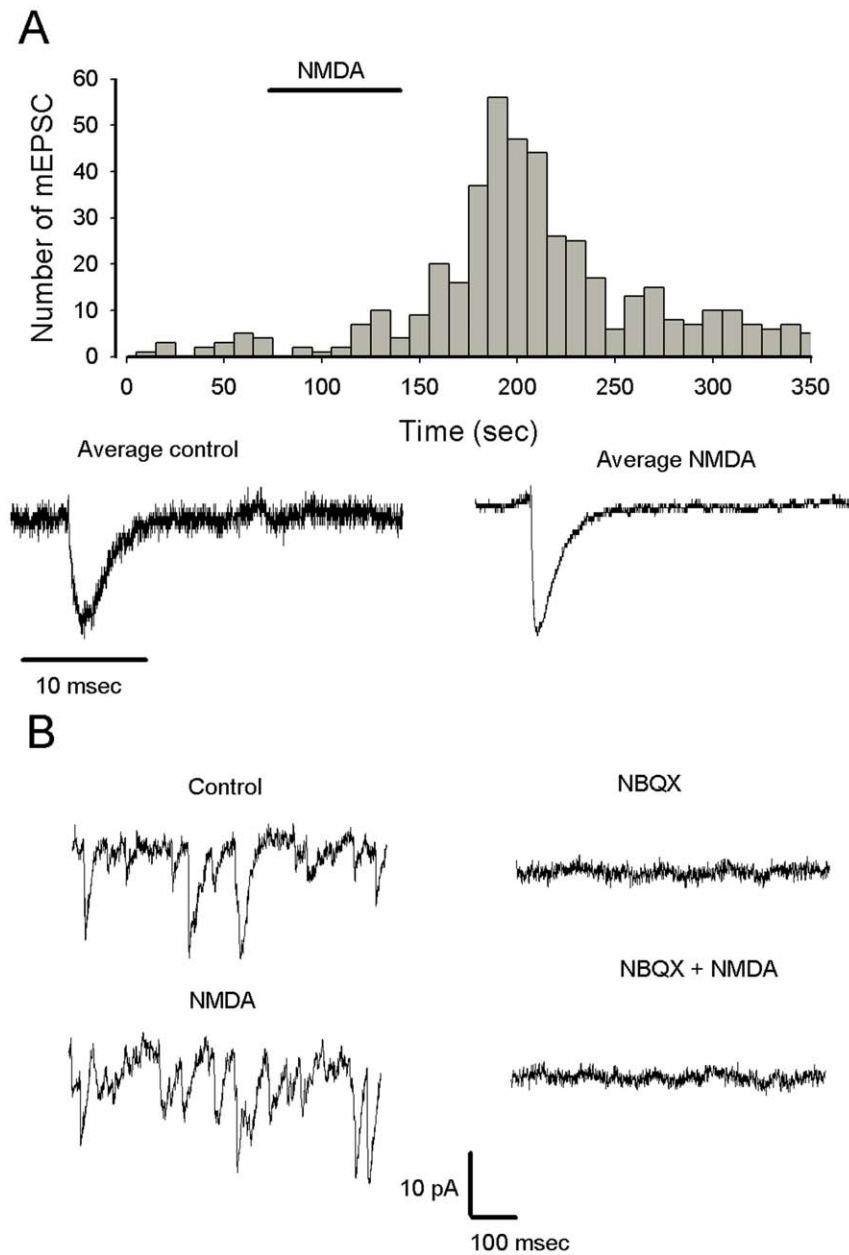 A
NMDA
Number of mEPSC
60
50
40
30
20
10
0
0 50 100 150 200 250 300 350
Time (sec)
Average control
Average NMDA
10 msec
B
Control
NBQX
NMDA
NBQX + NMDA
10 pA
100 msec